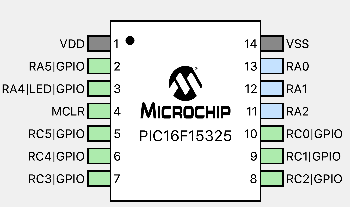 VDD 1 14 VSS
RA5|GPIO 2 13 RA0
RA4|LED|GPIO 3 12 RA1
MCLR 4 11 RA2
MICROCHIP
RC5|GPIO 5 PIC16F15325 10 RC0|GPIO
RC4|GPIO 6 9 RC1|GPIO
RC3|GPIO 7 8 RC2|GPIO